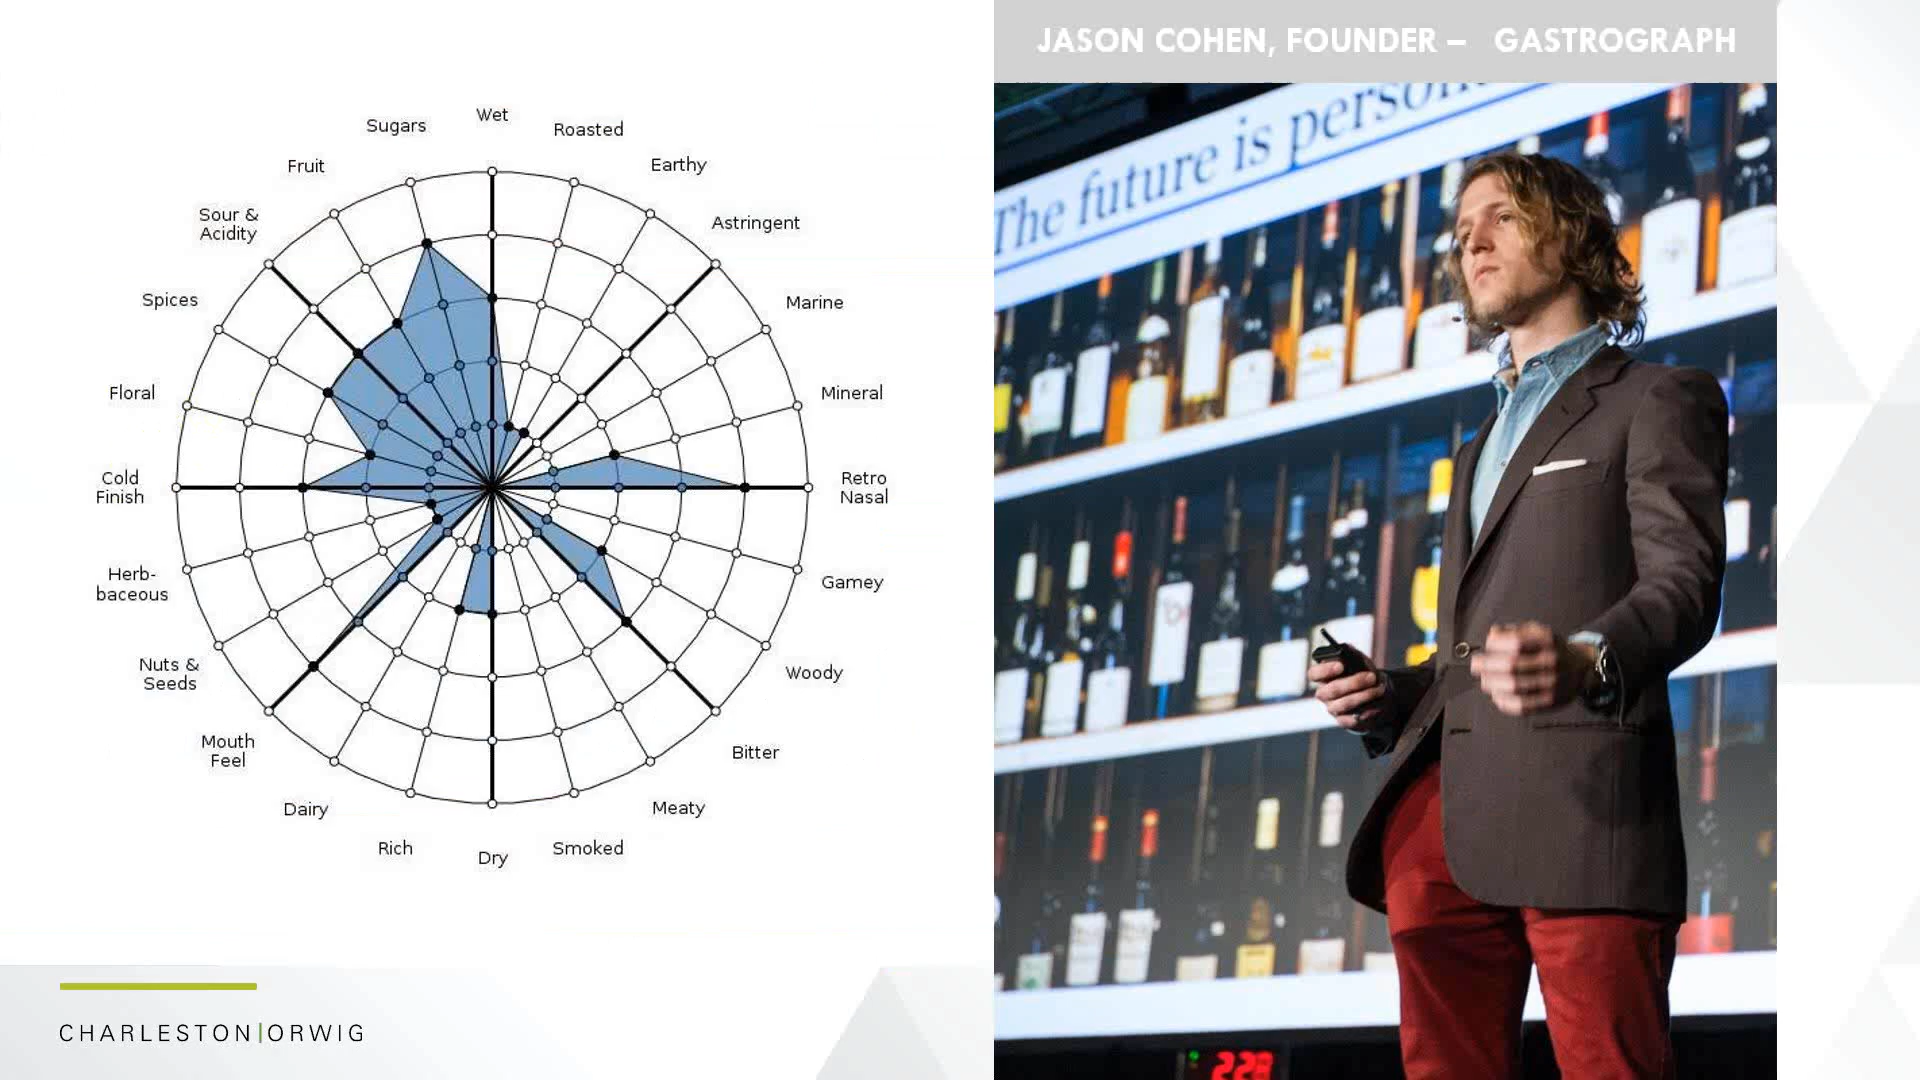 JASON COHEN, FOUNDER – GASTROGRAPH
The future is
Wet
Sugars
Roasted
Fruit
Earthy
Sour &
Acidity
Astringent
Spices
Marine
Floral
Mineral
Cold
Finish
Retro
Nasal
Herb-
baceous
Gamey
Nuts &
Seeds
Woody
Mouth
Feel
Bitter
Dairy
Meaty
Rich
Smoked
Dry
CHARLESTON|ORWIG
228